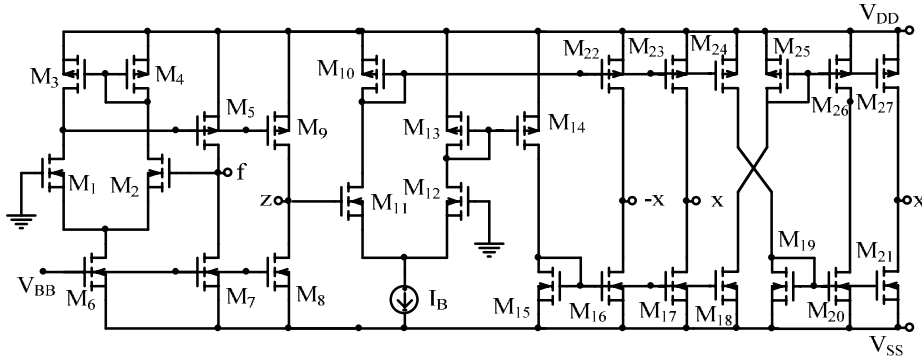 V_DD
M_22 M_23 M_24 M_25
M_3 M_4 M_10
M_26 M_27
M_5 M_9 M_13 M_14
M_1 M_2 f M_12
z M_11 -x x x
M_19 M_21
V_BB M_6 M_7 M_8 I_B M_15 M_16 M_17 M_18 M_20
V_SS